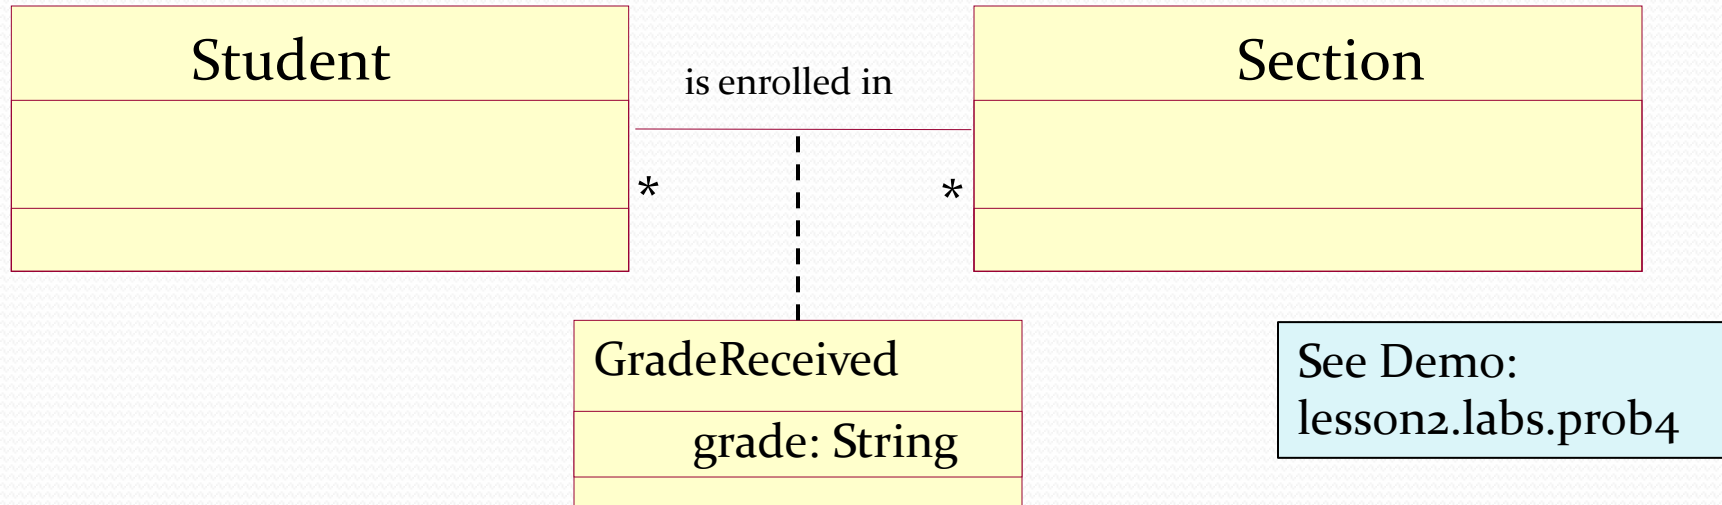 Student
is enrolled in
Section
*
*
GradeReceived
grade: String
See Demo:
lesson2.labs.prob4